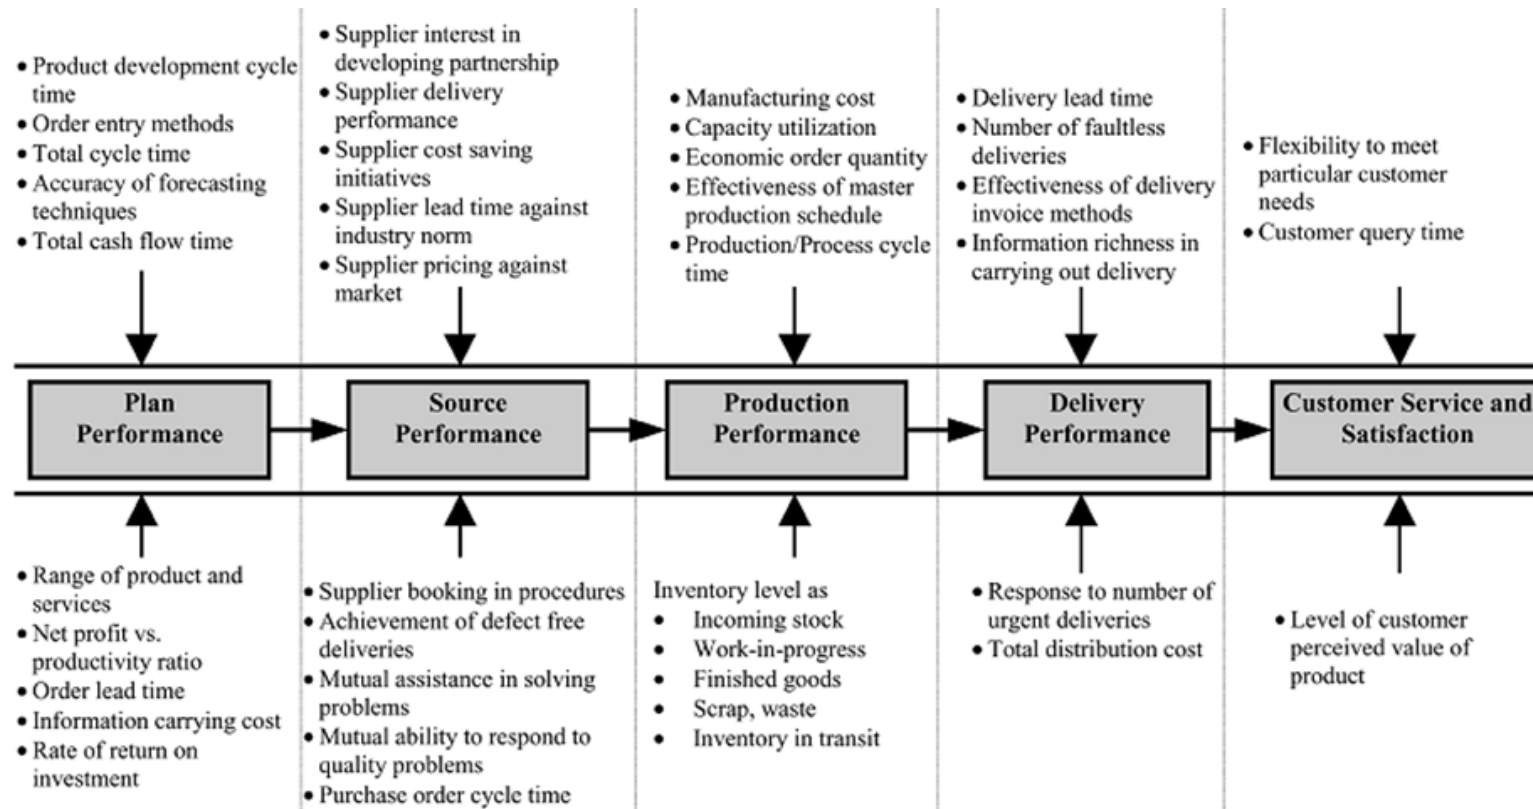 • Product development cycle
time
• Order entry methods
• Total cycle time
• Accuracy of forecasting
techniques
• Total cash flow time
• Supplier interest in
developing partnership
• Supplier delivery
performance
• Supplier cost saving
initiatives
• Supplier lead time against
industry norm
• Supplier pricing against
market
• Manufacturing cost
• Capacity utilization
• Economic order quantity
• Effectiveness of master
production schedule
• Production/Process cycle
time
• Delivery lead time
• Number of faultless
deliveries
• Effectiveness of delivery
invoice methods
• Information richness in
carrying out delivery
• Flexibility to meet
particular customer
needs
• Customer query time
Plan
Performance
Source
Performance
Production
Performance
Delivery
Performance
Customer Service and
Satisfaction
• Range of product and
services
• Net profit vs.
productivity ratio
• Order lead time
• Information carrying cost
• Rate of return on
investment
• Supplier booking in procedures
• Achievement of defect free
deliveries
• Mutual assistance in solving
problems
• Mutual ability to respond to
quality problems
• Purchase order cycle time
Inventory level as
• Incoming stock
• Work-in-progress
• Finished goods
• Scrap, waste
• Inventory in transit
• Response to number of
urgent deliveries
• Total distribution cost
• Level of customer
perceived value of
product